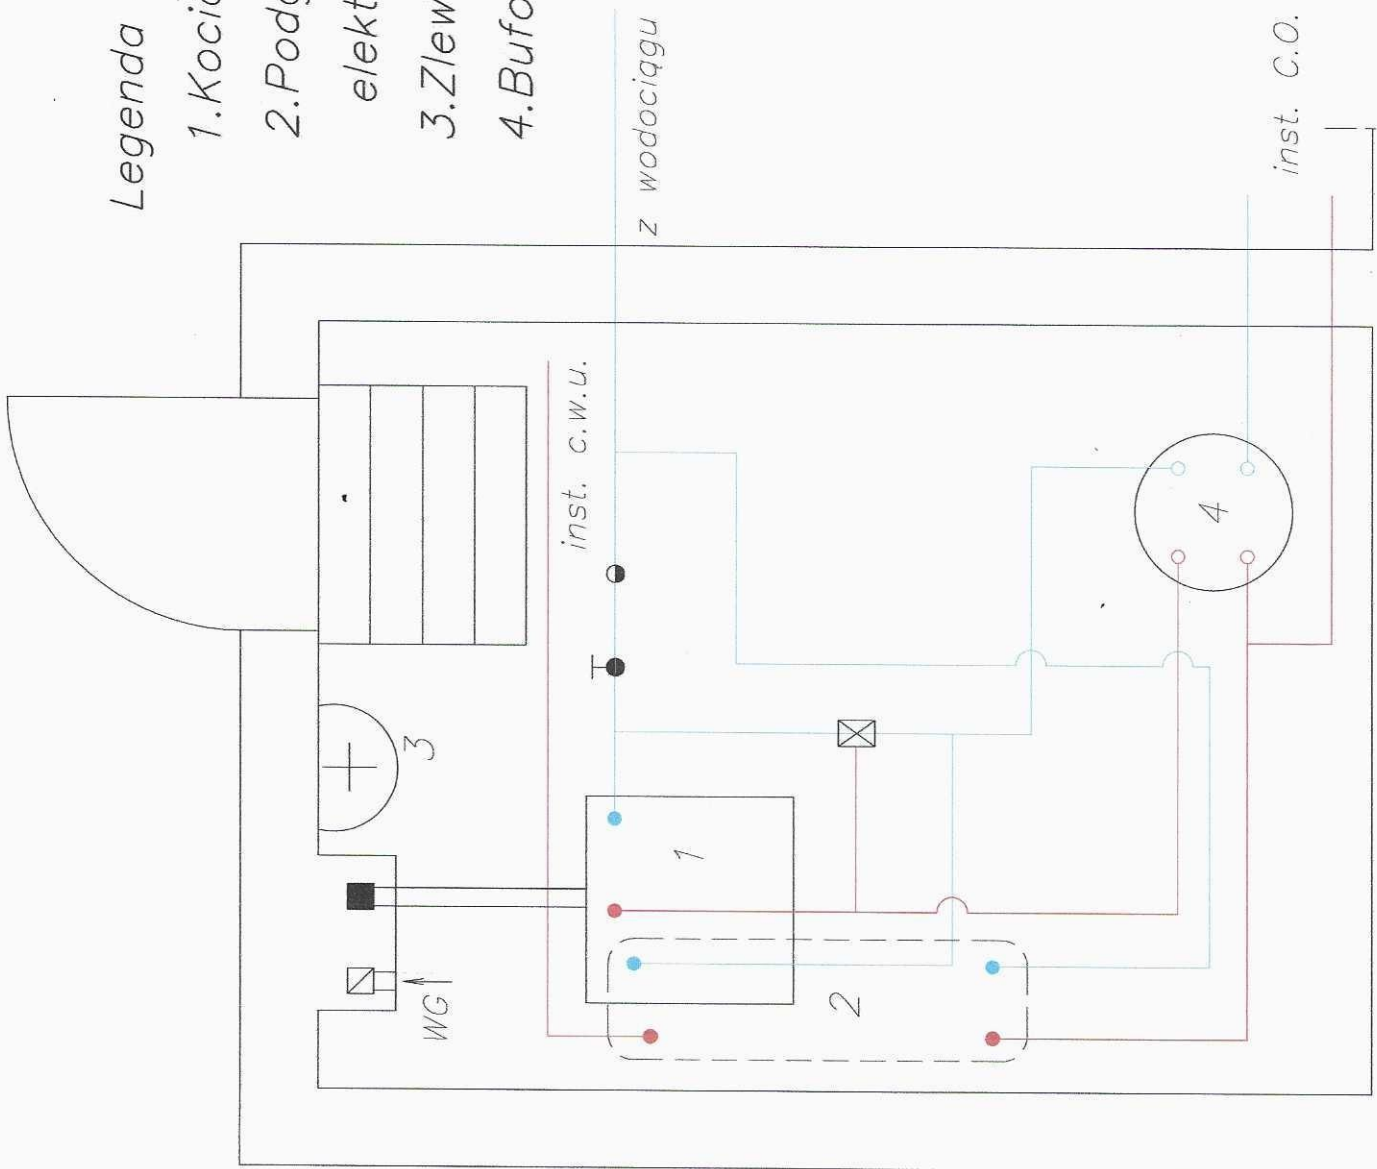 Legenda
1.Kocio
2.Podg
elekt
3.Zlew
4.Bufo
z wodociągu
inst. c.w.u.
inst. C.O.
3
1
WG
2
4